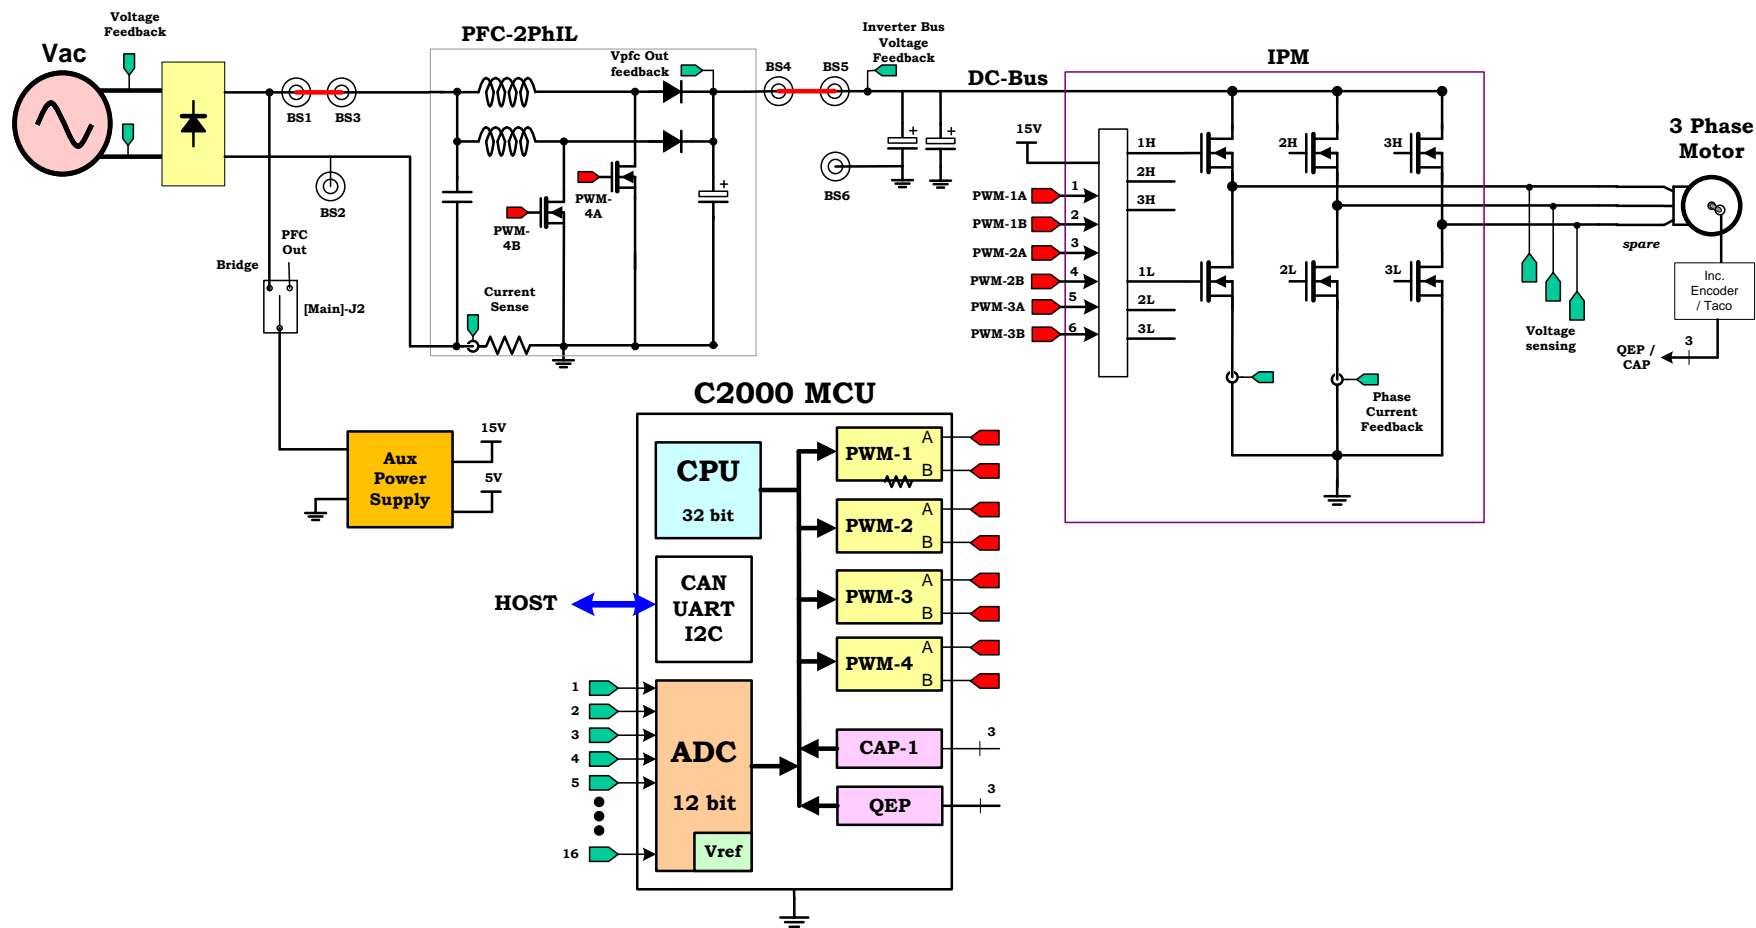 Voltage
Feedback
Vac
BS1
BS3
BS2
PFC
Out
Bridge
[Main]-J2
PFC-2PhIL
Vpfc Out
feedback
PWM-
4A
PWM-
4B
Current
Sense
BS4
BS5
BS6
+
+
+
Inverter Bus
Voltage
Feedback
DC-Bus
IPM
15V
PWM-1A
1
PWM-1B
2
PWM-2A
3
PWM-2B
4
PWM-3A
5
PWM-3B
6
1H
2H
3H
1L
2L
3L
2H
3H
2L
3L
Phase
Current
Feedback
3 Phase
Motor
spare
Voltage
sensing
Inc.
Encoder
/ Taco
QEP /
CAP
3
Aux
Power
Supply
15V
5V
C2000 MCU
CPU
32 bit
CAN
UART
I2C
HOST
ADC
12 bit
Vref
1
2
3
4
5
16
PWM-1
A
B
PWM-2
A
B
PWM-3
A
B
PWM-4
A
B
CAP-1
3
QEP
3